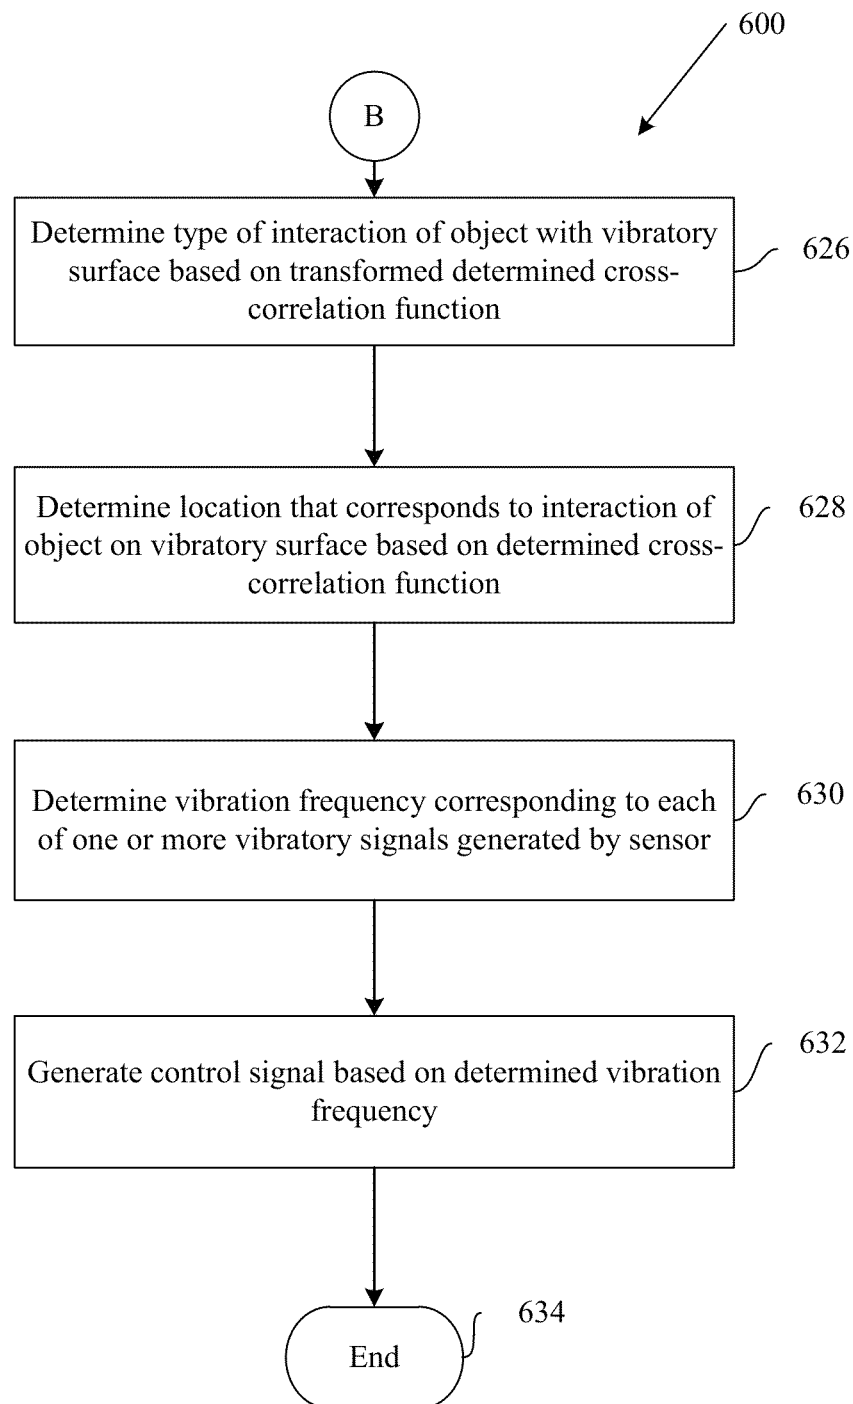 600
B
Determine type of interaction of object with vibratory
surface based on transformed determined cross-
correlation function
626
Determine location that corresponds to interaction of
object on vibratory surface based on determined cross-
correlation function
628
Determine vibration frequency corresponding to each
of one or more vibratory signals generated by sensor
630
Generate control signal based on determined vibration
frequency
632
End
634